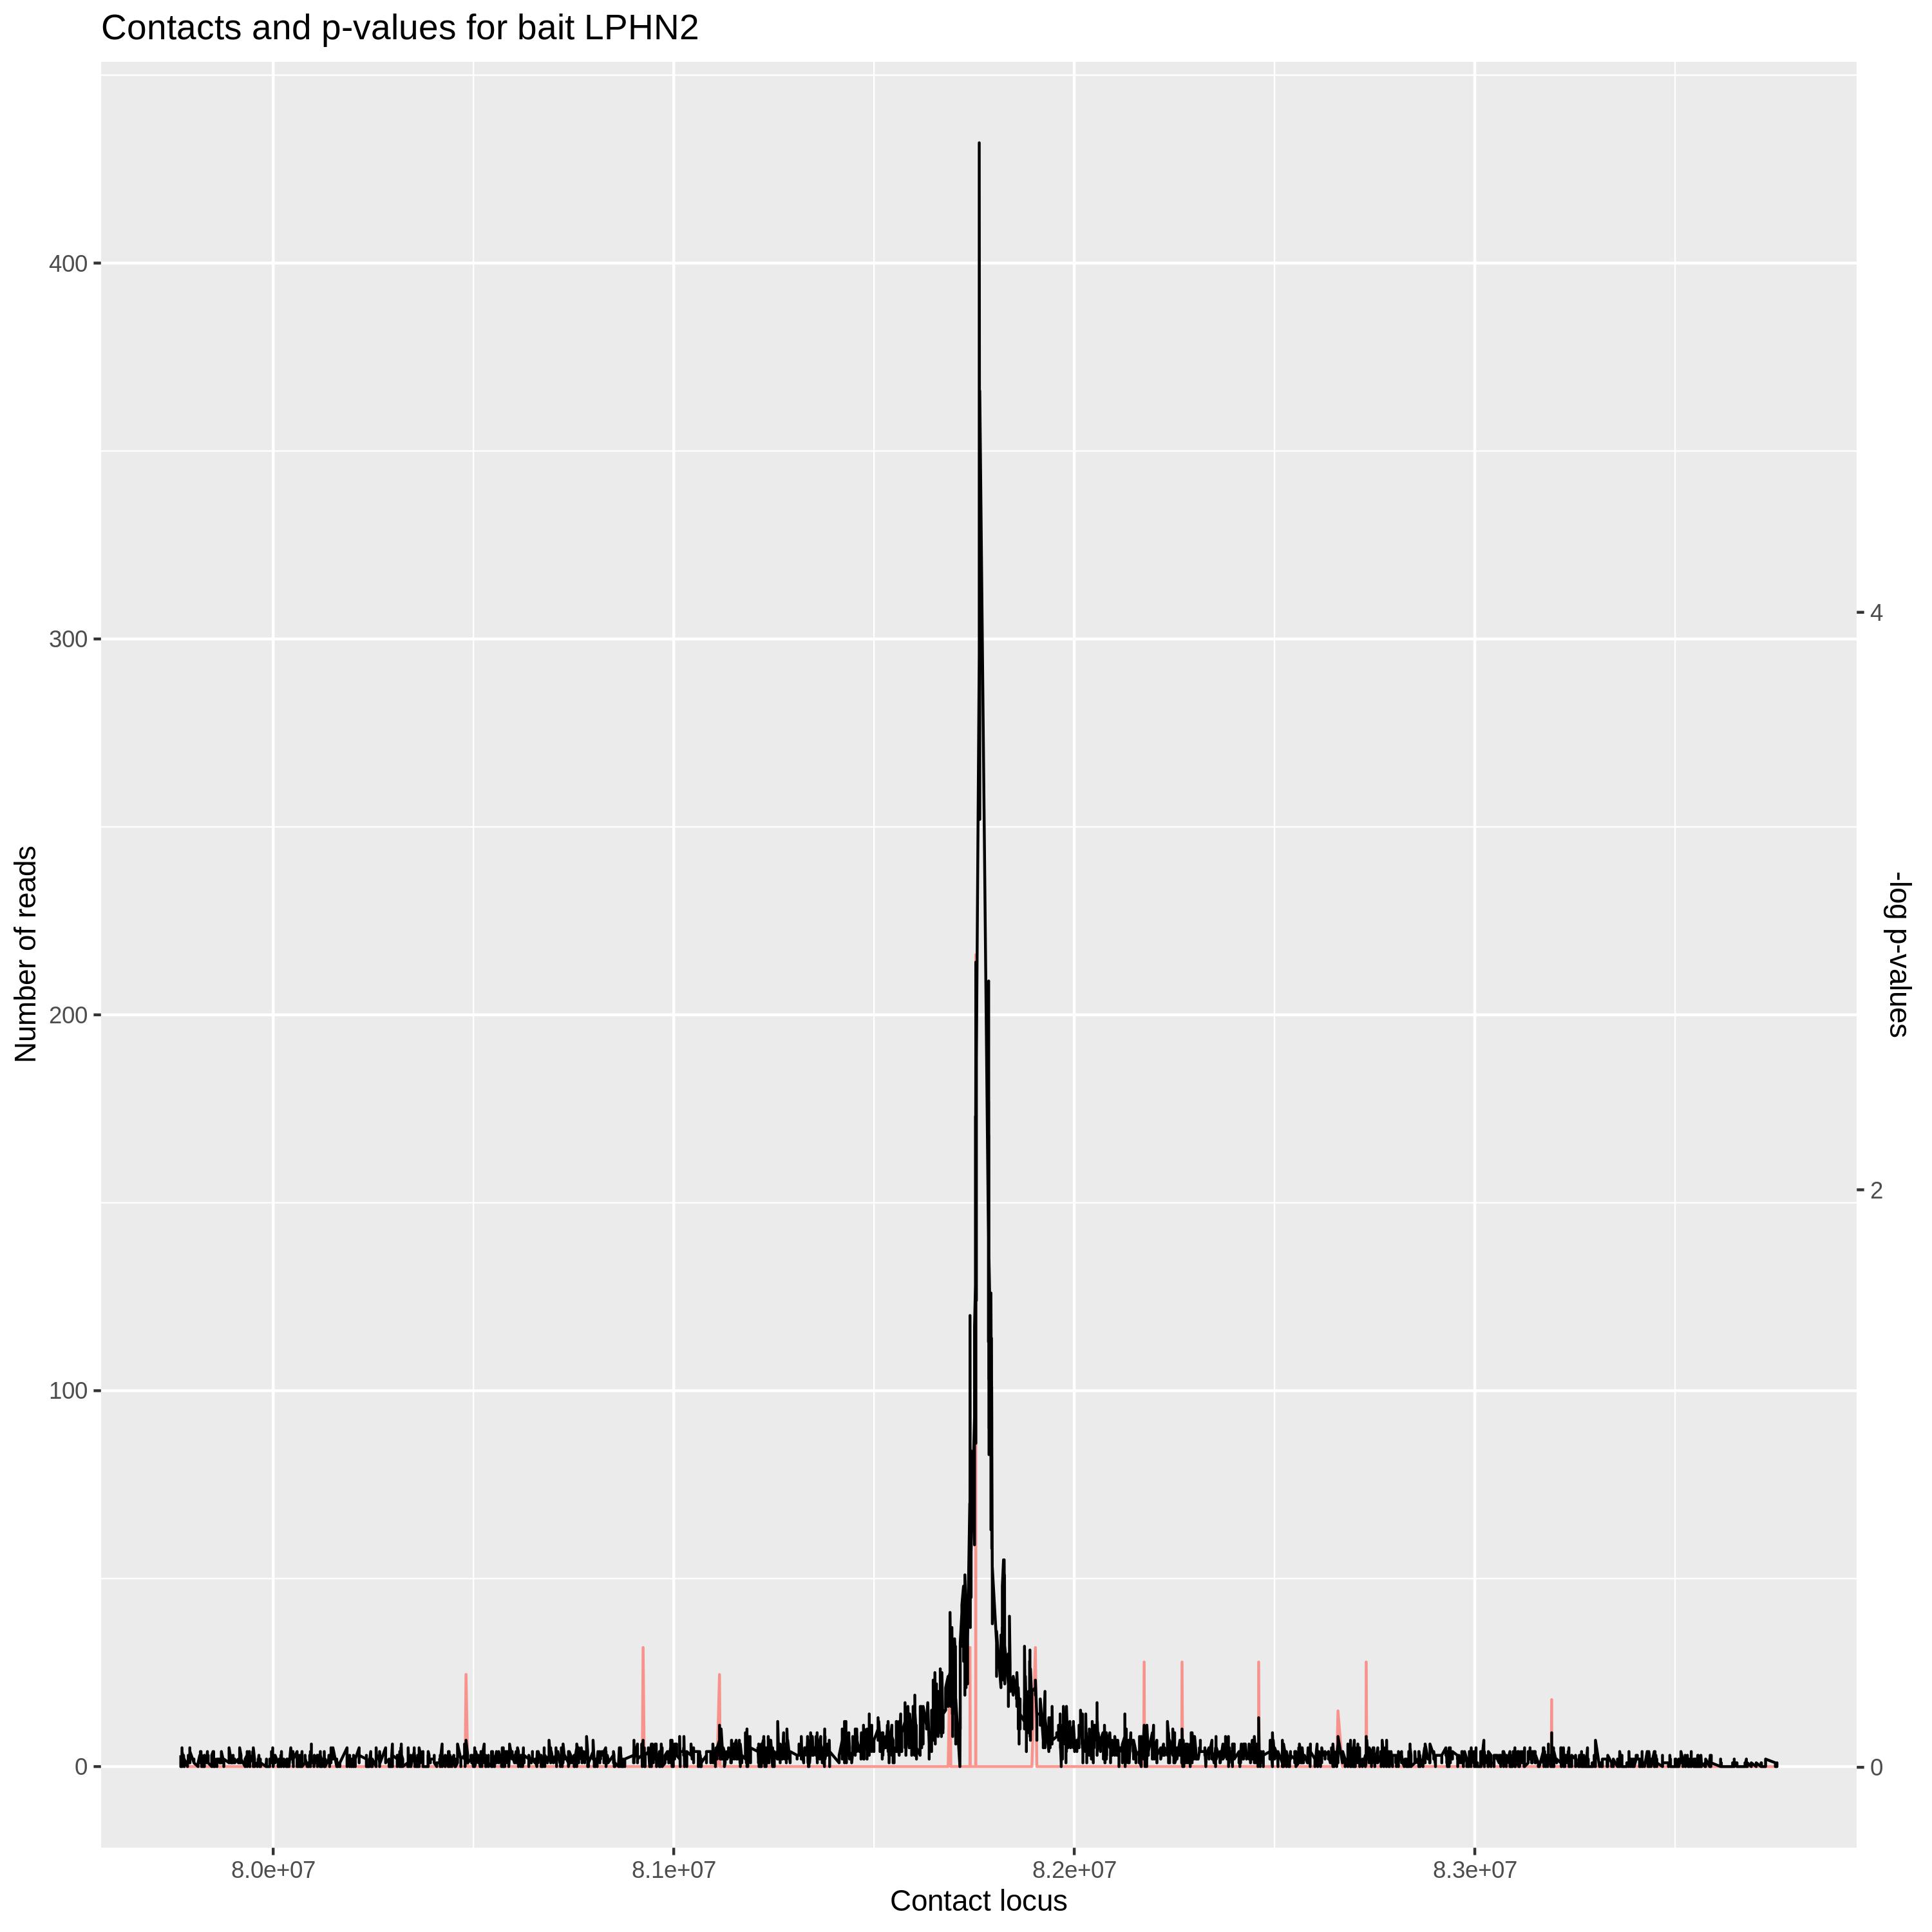 Contacts and p-values for bait LPHN2
400
300
200
100
0
Number of reads
4
2
0
-log p-values
8.0e+07
8.1e+07
8.2e+07
8.3e+07
Contact locus